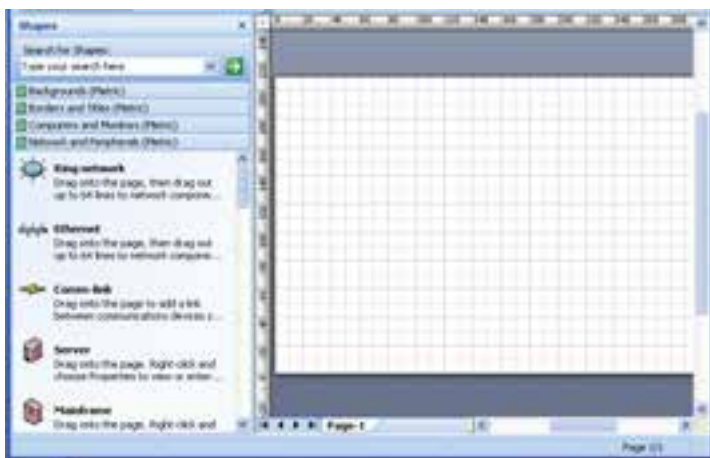 Shapes
Search for Shapes:
Type your search here
Backgrounds (Metric)
Borders and Titles (Metric)
Computers and Monitors (Metric)
Network and Peripherals (Metric)
Ring network
Drag onto the page, then drag out
up to 64 lines to network compone...
Ethernet
Drag onto the page, then drag out
up to 64 lines to network compone...
Comm-link
Drag onto the page to add a link
between communications devices
Server
Drag onto the page. Right-click and
choose Properties to view or enter...
Mainframe
Drag onto the page. Right-click and
Page-1
Page 1/1